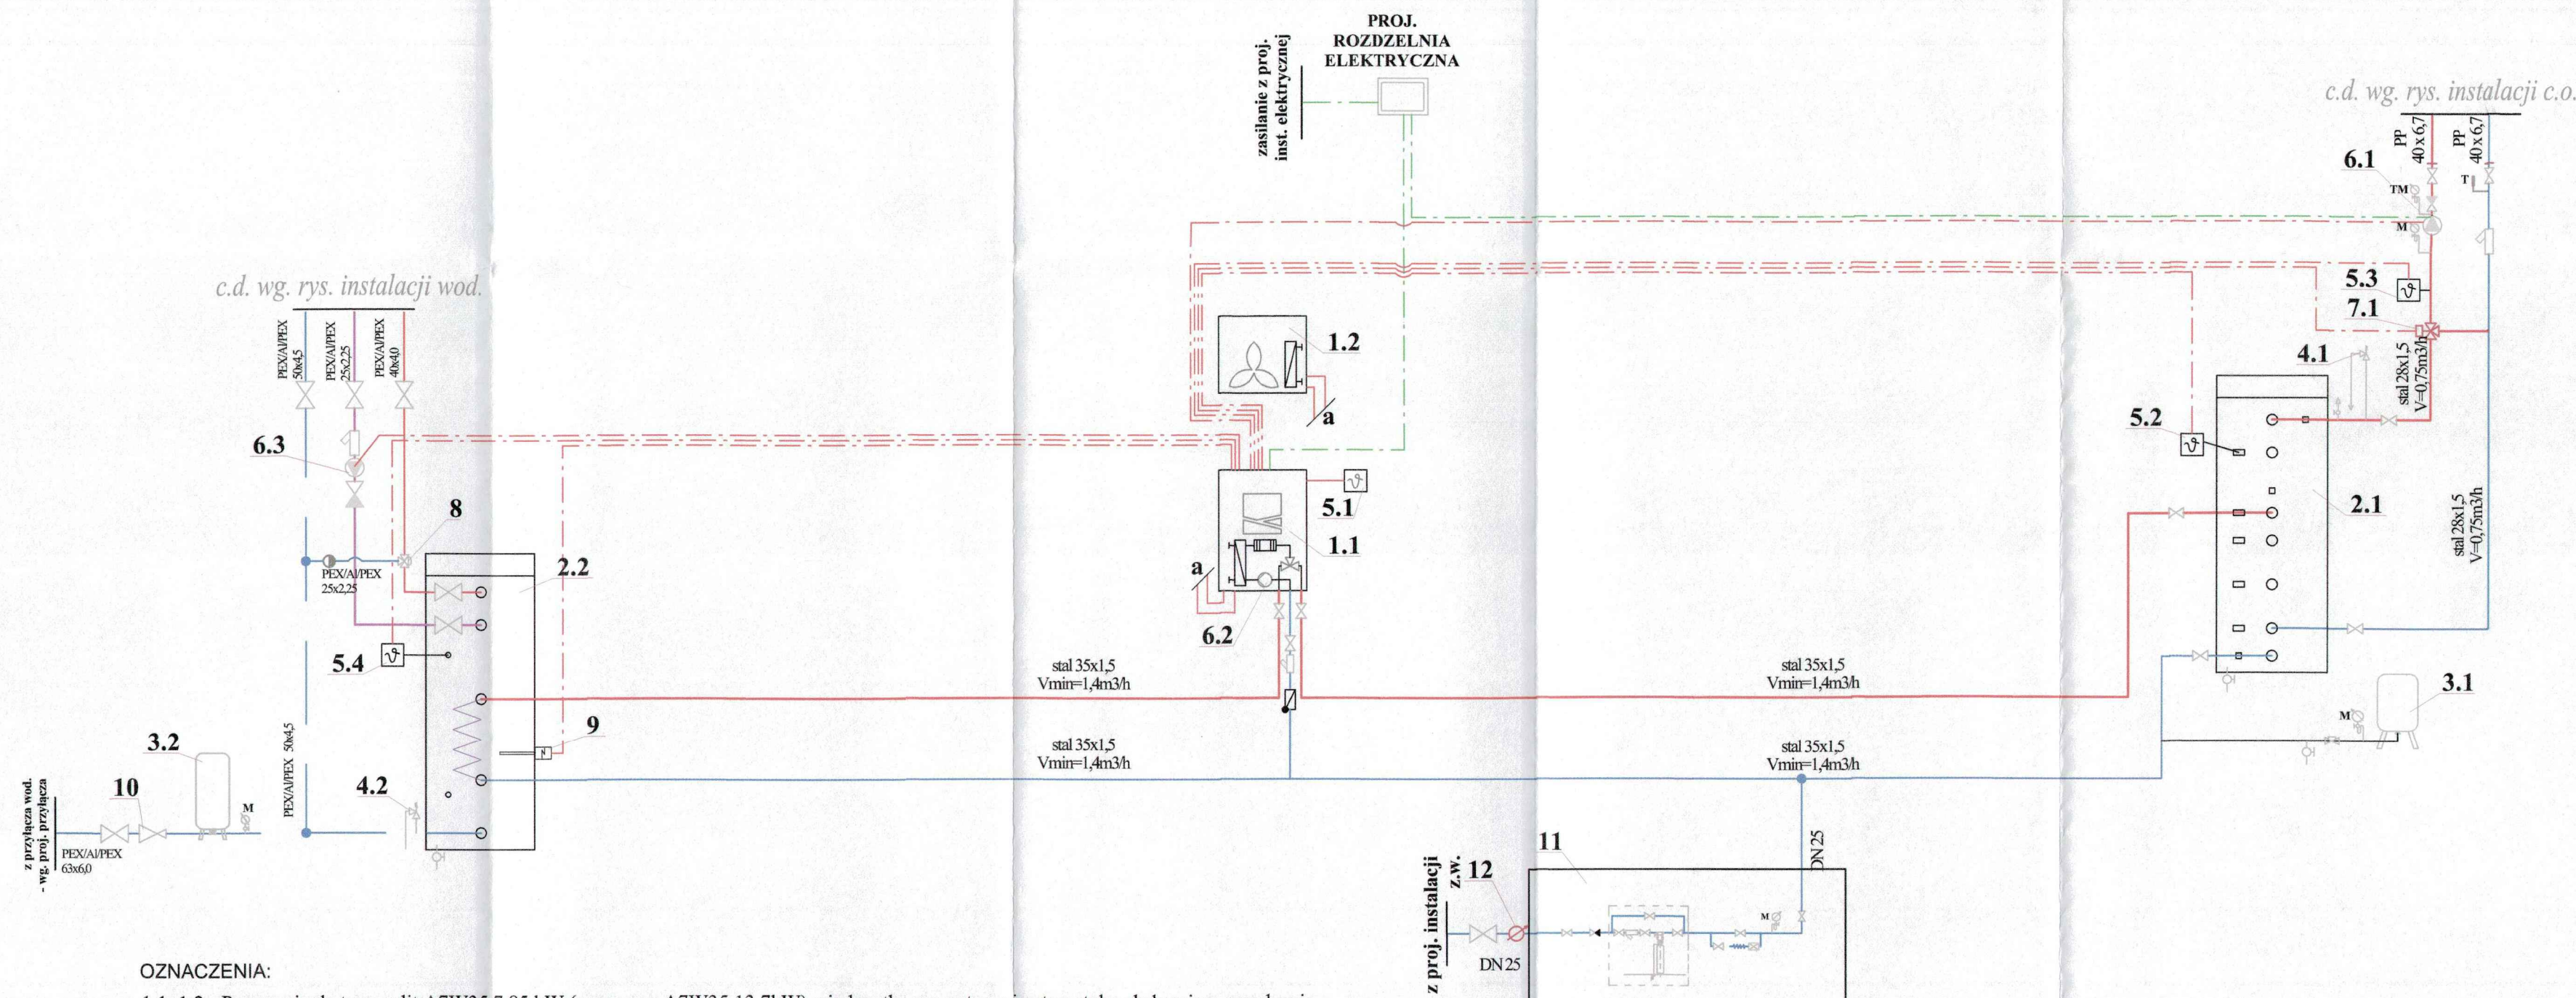 PROJ.
ROZDZELNIA
ELEKTRYCZNA
zasilanie z proj.
inst. elektrycznej
c.d. wg. rys. instalacji c.o.
PP
40x6,7
PP
40x6,7
6.1
TM
T
M
5.3
7.1
4.1
stal 28x1,5
V=0,75m3/h
5.2
2.1
stal 28x1,5
V=0,75m3/h
3.1
M
c.d. wg. rys. instalacji wod.
PEX/Al/PEX
50x4,5
PEX/Al/PEX
25x2,25
PEX/Al/PEX
40x4,0
6.3
8
PEX/Al/PEX
25x2,25
2.2
5.4
9
PEX/Al/PEX 50x4,5
4.2
3.2
10
M
z przyłącza wod.
- wg. proj. przyłącza
PEX/Al/PEX
63x6,0
1.2
a
5.1
1.1
a
6.2
stal 35x1,5
Vmin=1,4m3/h
stal 35x1,5
Vmin=1,4m3/h
stal 35x1,5
Vmin=1,4m3/h
stal 35x1,5
Vmin=1,4m3/h
DN 25
11
12
z proj. instalacji
z.w.
DN 25
M
OZNACZENIA: